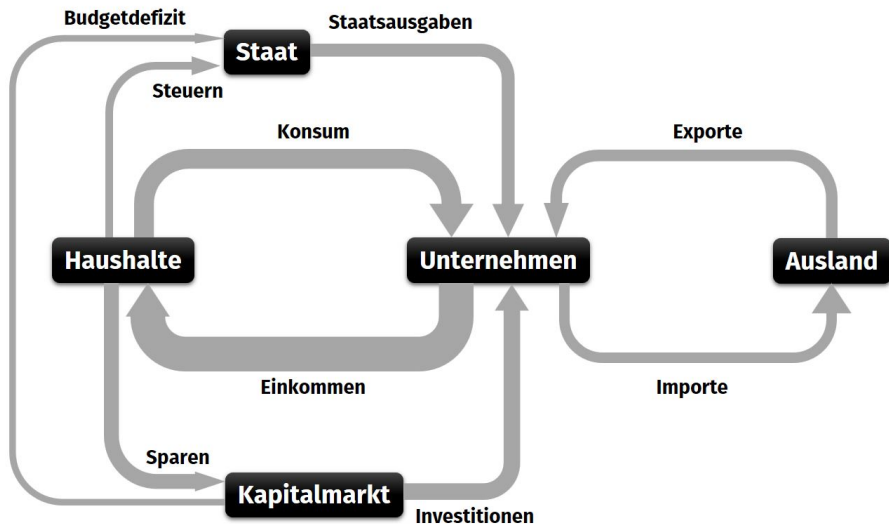 Budgetdefizit
Staatsausgaben
Staat
Steuern
Konsum
Exporte
Haushalte
Unternehmen
Ausland
Einkommen
Importe
Sparen
Kapitalmarkt
Investitionen